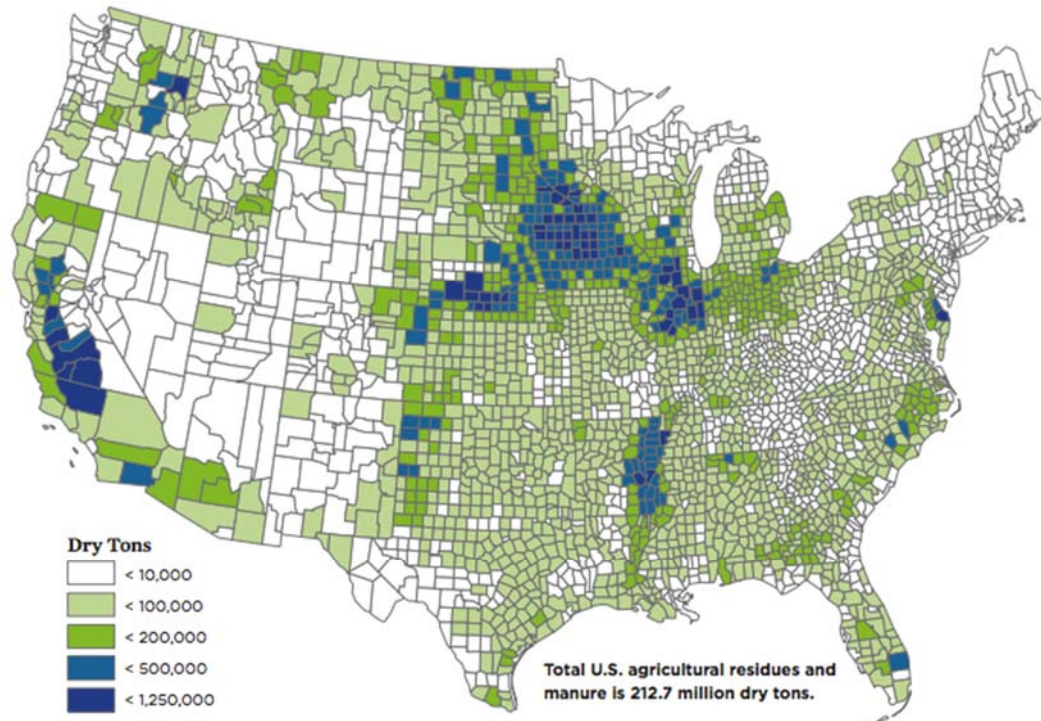 Dry Tons
< 10,000
< 100,000
< 200,000
< 500,000
< 1,250,000
Total U.S. agricultural residues and
manure is 212.7 million dry tons.